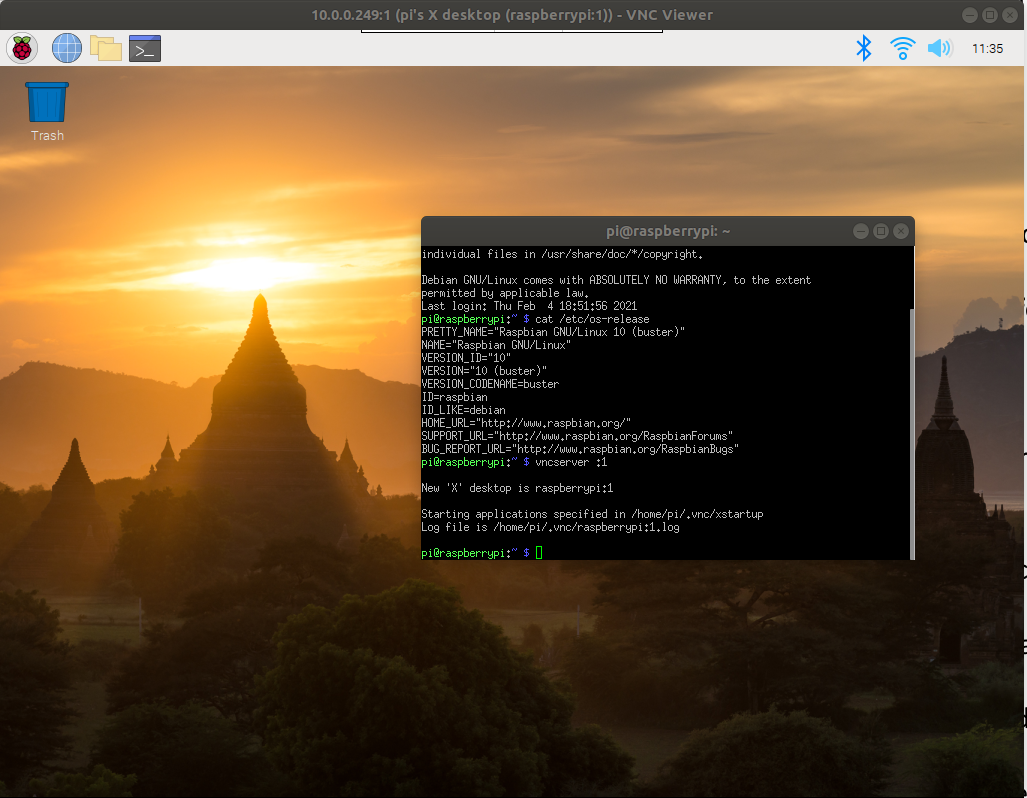 10.0.0.249:1 (pi's X desktop (raspberrypi:1)) - VNC Viewer
>_
11:35
Trash
pi@raspberrypi: ~
individual files in /usr/share/doc/*/copyright.
Debian GNU/Linux comes with ABSOLUTELY NO WARRANTY, to the extent
permitted by applicable law.
Last login: Thu Feb  4 18:51:56 2021
pi@raspberrypi:~ $ cat /etc/os-release
PRETTY_NAME="Raspbian GNU/Linux 10 (buster)"
NAME="Raspbian GNU/Linux"
VERSION_ID="10"
VERSION="10 (buster)"
VERSION_CODENAME=buster
ID=raspbian
ID_LIKE=debian
HOME_URL="http://www.raspbian.org/"
SUPPORT_URL="http://www.raspbian.org/RaspbianForums"
BUG_REPORT_URL="http://www.raspbian.org/RaspbianBugs"
pi@raspberrypi:~ $ vncserver :1
New 'X' desktop is raspberrypi:1
Starting applications specified in /home/pi/.vnc/xstartup
Log file is /home/pi/.vnc/raspberrypi:1.log
pi@raspberrypi:~ $